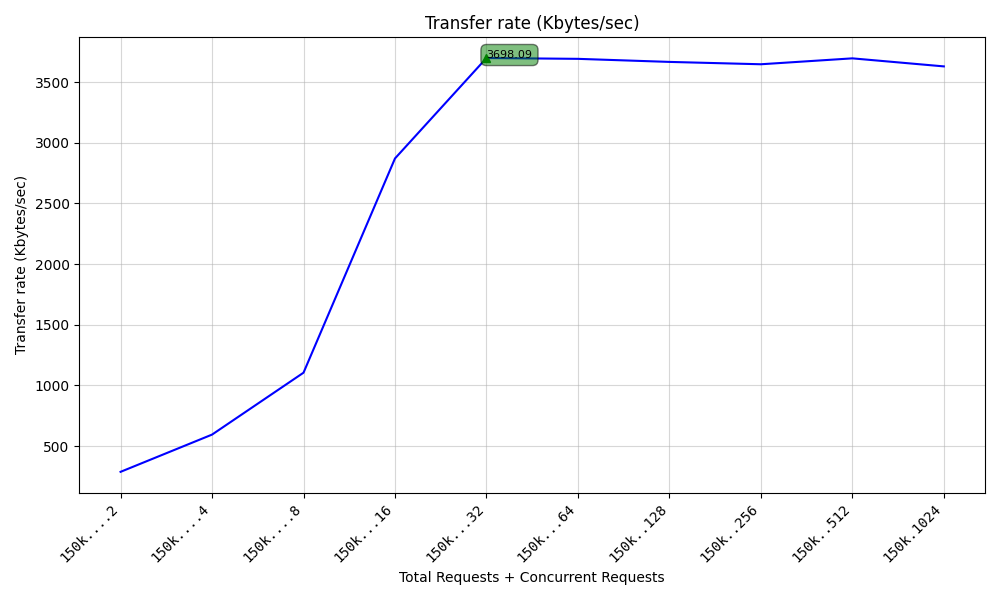 Transfer rate (Kbytes/sec)
3698.09
3500
3000
2500
2000
1500
1000
500
Transfer rate (Kbytes/sec)
150k....2
150k....4
150k....8
150k...16
150k...32
150k...64
150k..128
150k..256
150k..512
150k.1024
Total Requests + Concurrent Requests